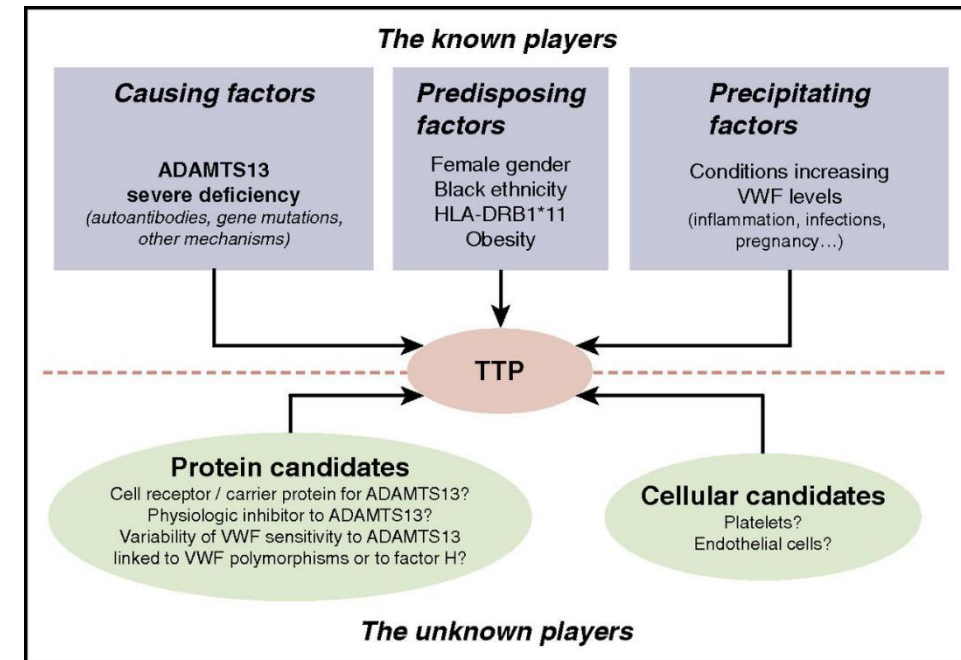 The known players
Causing factors
ADAMTS13
severe deficiency
(autoantibodies, gene mutations,
other mechanisms)
Predisposing
factors
Female gender
Black ethnicity
HLA-DRB1*11
Obesity
Precipitating
factors
Conditions increasing
VWF levels
(inflammation, infections,
pregnancy…)
TTP
Protein candidates
Cell receptor / carrier protein for ADAMTS13?
Physiologic inhibitor to ADAMTS13?
Variability of VWF sensitivity to ADAMTS13
linked to VWF polymorphisms or to factor H?
Cellular candidates
Platelets?
Endothelial cells?
The unknown players